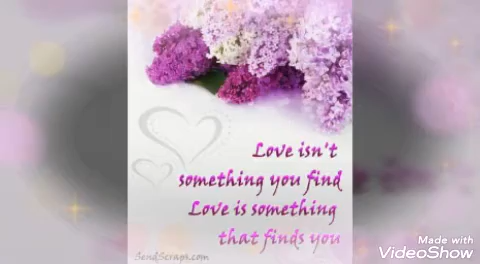 Love isn't
something you find
Love is something
that finds you
SendScraps.com
Made with
VideoShow